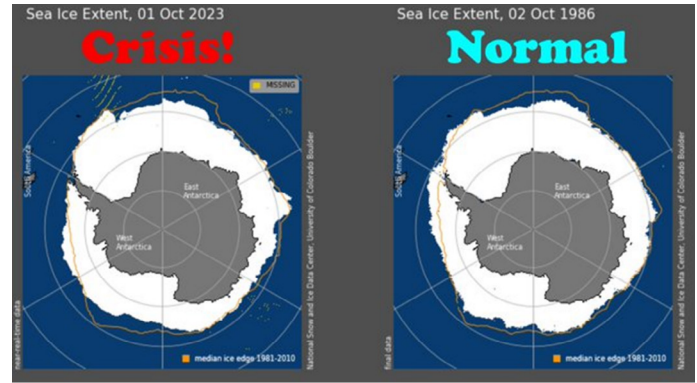 Sea Ice Extent, 01 Oct 2023
Crisis!
MISSING
South America
East
Antarctica
West
Antarctica
near-real-time data
median ice edge 1981-2010
National Snow and Ice Data Center, University of Colorado Boulder
Sea Ice Extent, 02 Oct 1986
Normal
South America
East
Antarctica
West
Antarctica
final data
median ice edge 1981-2010
National Snow and Ice Data Center, University of Colorado Boulder